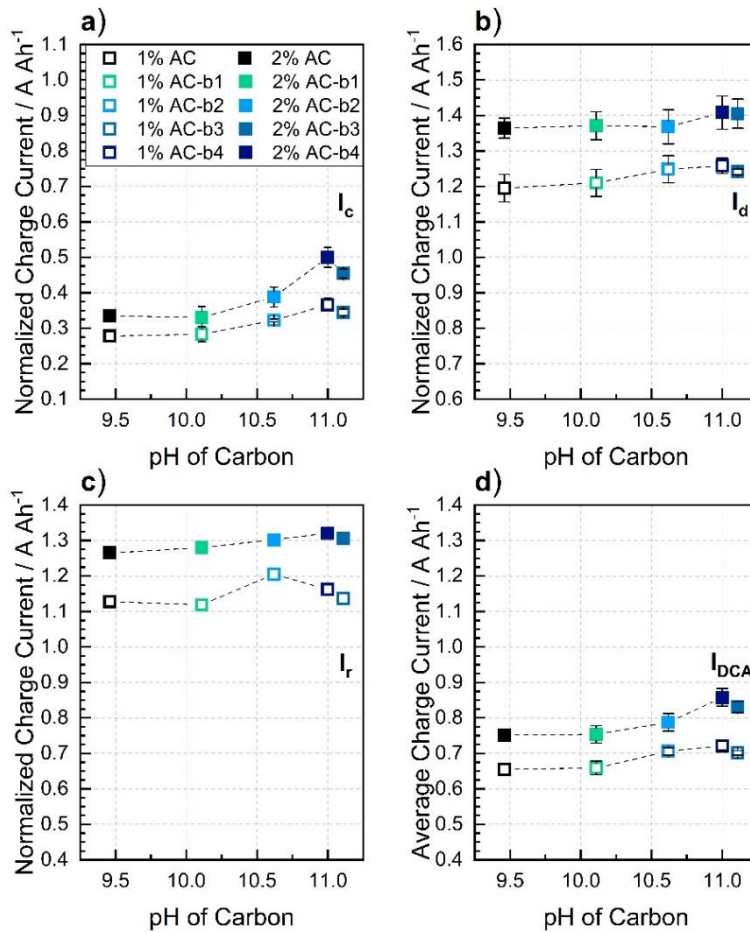 a)
1% AC 2% AC
1% AC-b1 2% AC-b1
1% AC-b2 2% AC-b2
1% AC-b3 2% AC-b3
1% AC-b4 2% AC-b4
Ic
Normalized Charge Current / A Ah-1
1.1
1.0
0.9
0.8
0.7
0.6
0.5
0.4
0.3
0.2
0.1
9.5 10.0 10.5 11.0
pH of Carbon
b)
Id
Normalized Charge Current / A Ah-1
1.6
1.5
1.4
1.3
1.2
1.1
1.0
0.9
0.8
0.7
0.6
9.5 10.0 10.5 11.0
pH of Carbon
c)
Ir
Normalized Charge Current / A Ah-1
1.4
1.3
1.2
1.1
1.0
0.9
0.8
0.7
0.6
0.5
0.4
9.5 10.0 10.5 11.0
pH of Carbon
d)
IDCA
Average Charge Current / A Ah-1
1.4
1.3
1.2
1.1
1.0
0.9
0.8
0.7
0.6
0.5
0.4
9.5 10.0 10.5 11.0
pH of Carbon